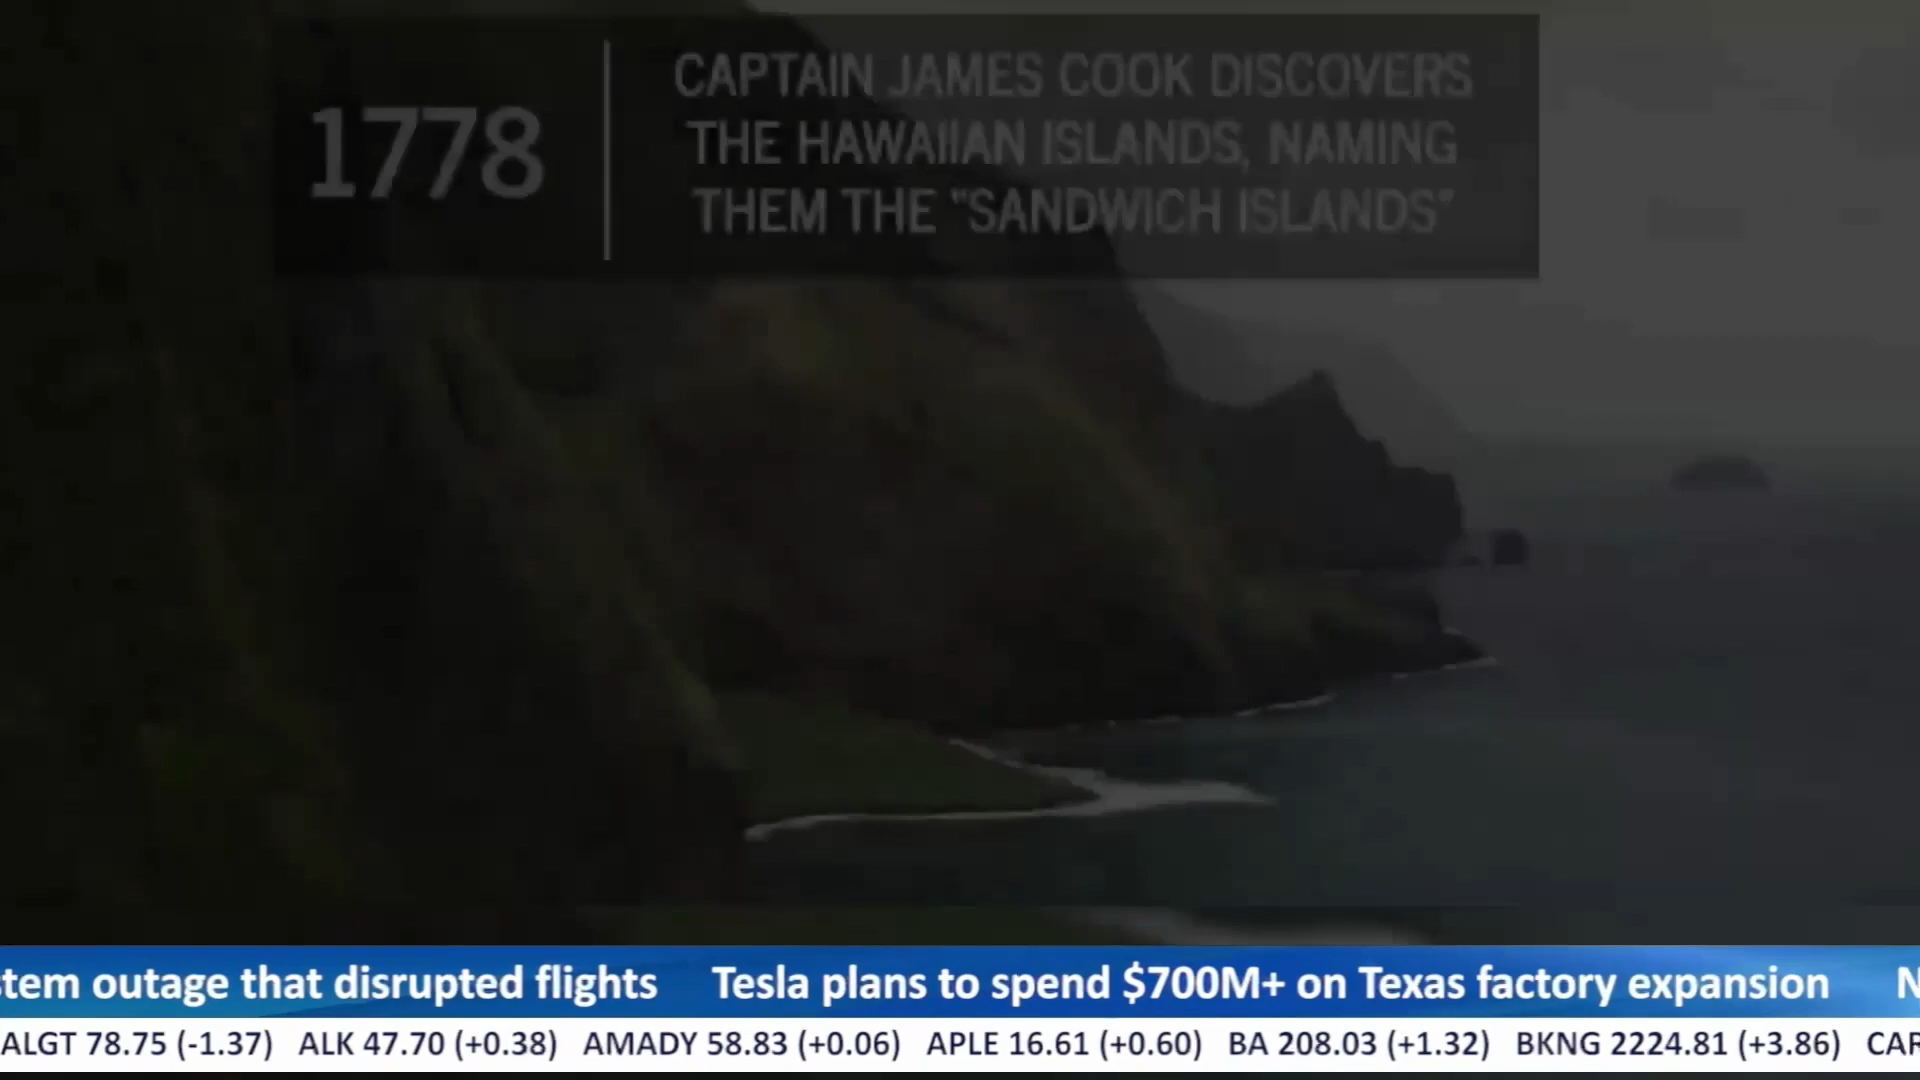 1778
CAPTAIN JAMES COOK DISCOVERS
THE HAWAIIAN ISLANDS, NAMING
THEM THE "SANDWICH ISLANDS"
outage that disrupted flights Tesla plans to spend $700M+ on Texas factory expansion
ALGT 78.75 (-1.37) ALK 47.70 (+0.38) AMADY 58.83 (+0.06) APLE 16.61 (+0.60) BA 208.03 (+1.32) BKNG 2224.81 (+3.86)